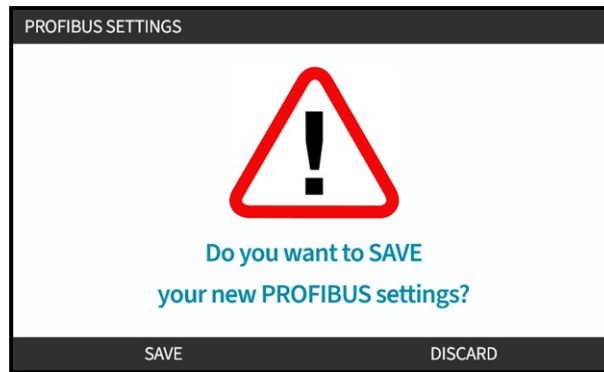 PROFIBUS SETTINGS
!
Do you want to SAVE
your new PROFIBUS settings?
SAVE DISCARD